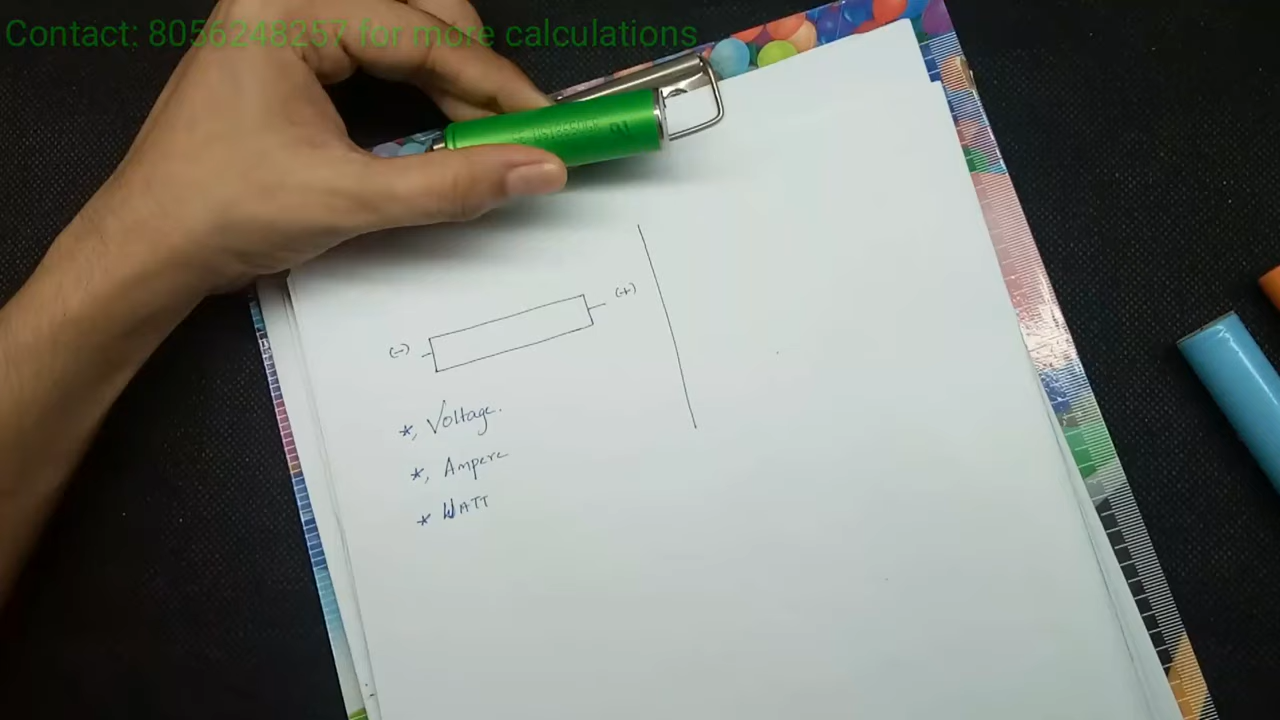 Contact: 8056248257 for more calculations
(+)
(-)
*, Voltage.
*, Ampere
* WATT